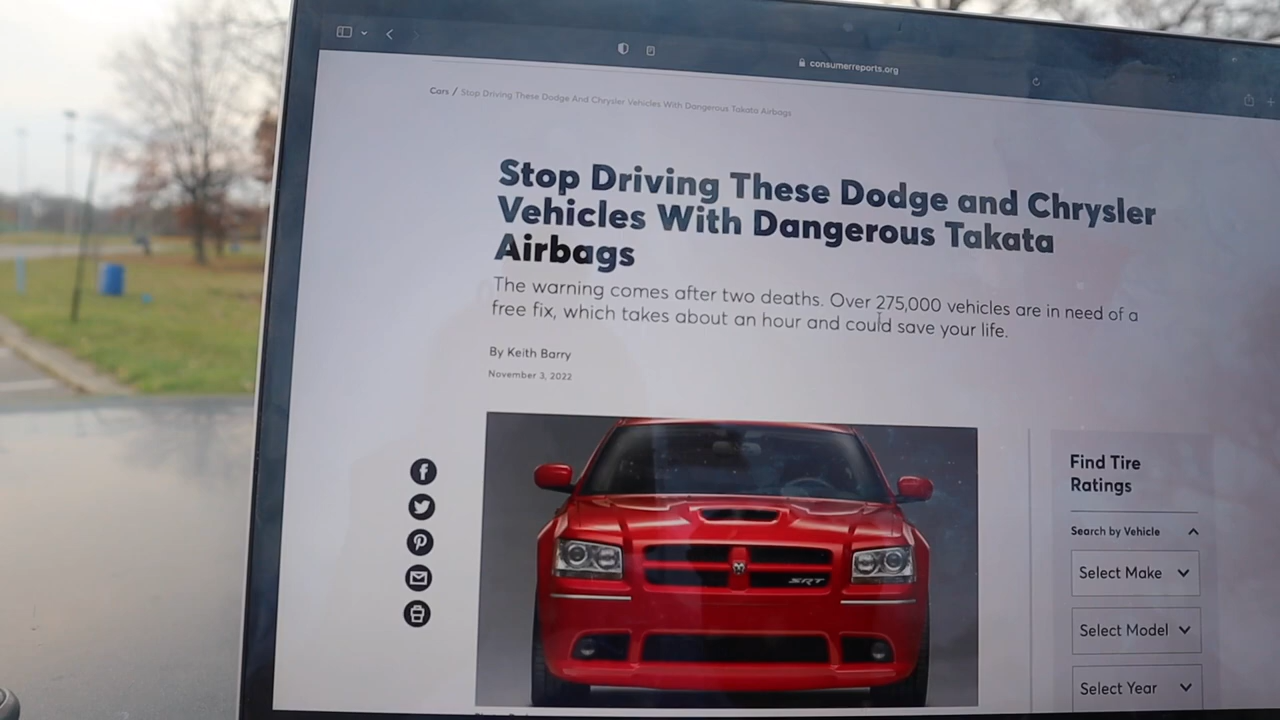 consumerreports.org
Cars / Stop Driving These Dodge And Chrysler Vehicles With Dangerous Takata Airbags
Stop Driving These Dodge and Chrysler
Vehicles With Dangerous Takata
Airbags
The warning comes after two deaths. Over 275,000 vehicles are in need of a
free fix, which takes about an hour and could save your life.
By Keith Barry
November 3, 2022
SRT
Find Tire
Ratings
Search by Vehicle
Select Make
Select Model
Select Year